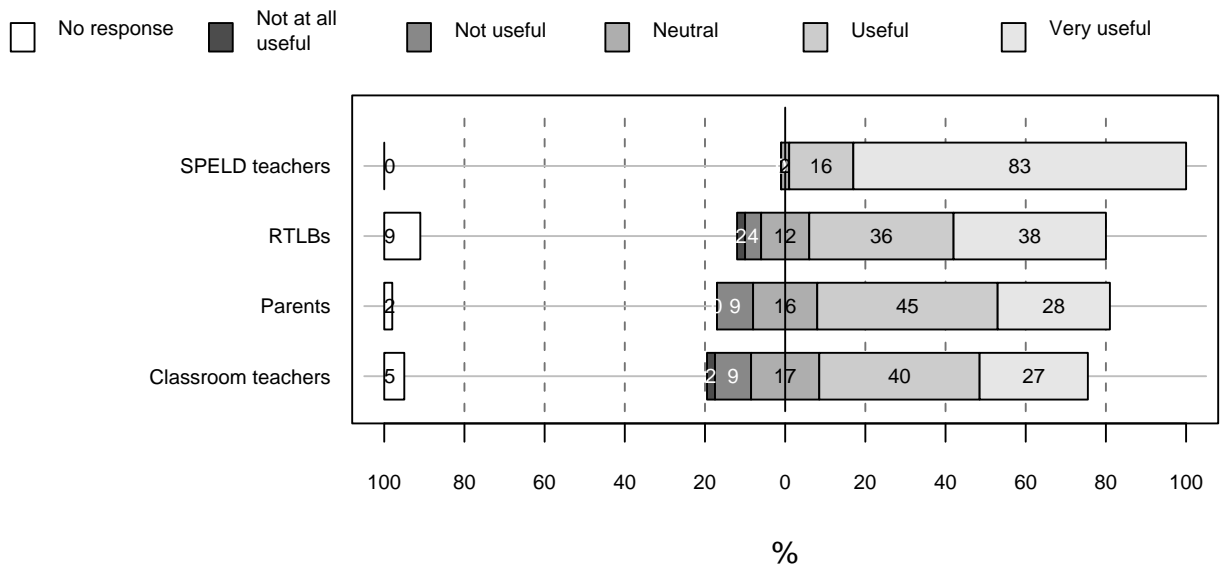 No response
Not at all
useful
Not useful
Neutral
Useful
Very useful
SPELD teachers 0 2 16 83
RTLBs 9 2 4 12 36 38
Parents 2 0 9 16 45 28
Classroom teachers 5 2 9 17 40 27
100 80 60 40 20 0 20 40 60 80 100
%